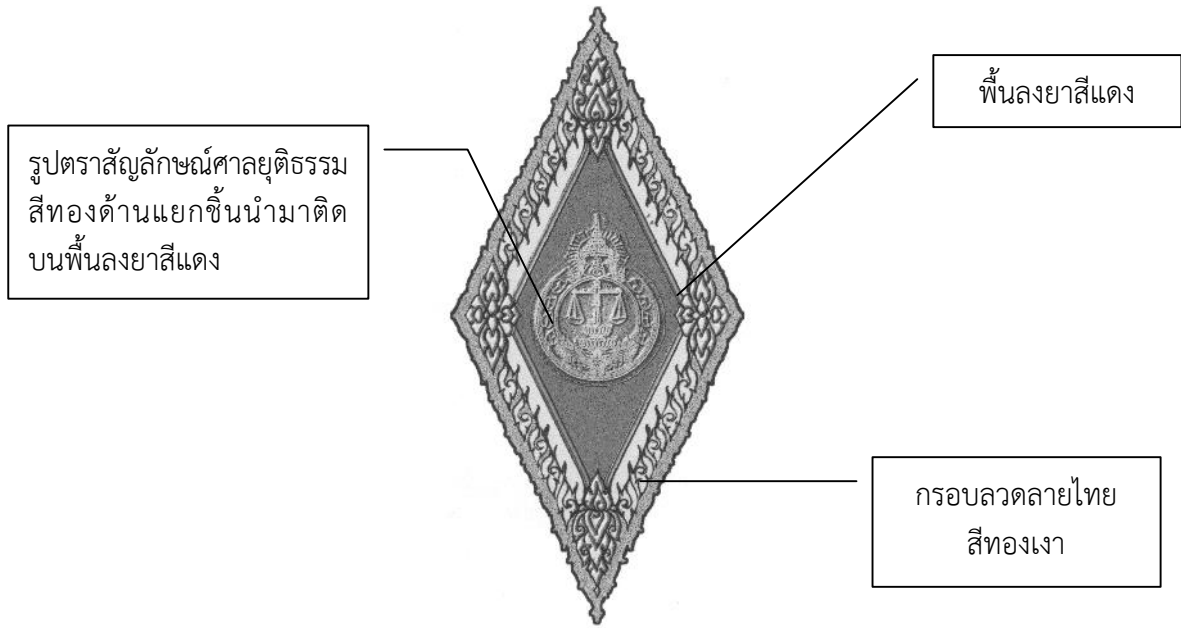 พื้นลงยาสีแดง
รูปตราสัญลักษณ์ศาลยุติธรรม
สีทองด้านแยกชิ้นนำมาติด
บนพื้นลงยาสีแดง
กรอบลวดลายไทย
สีทองเงา